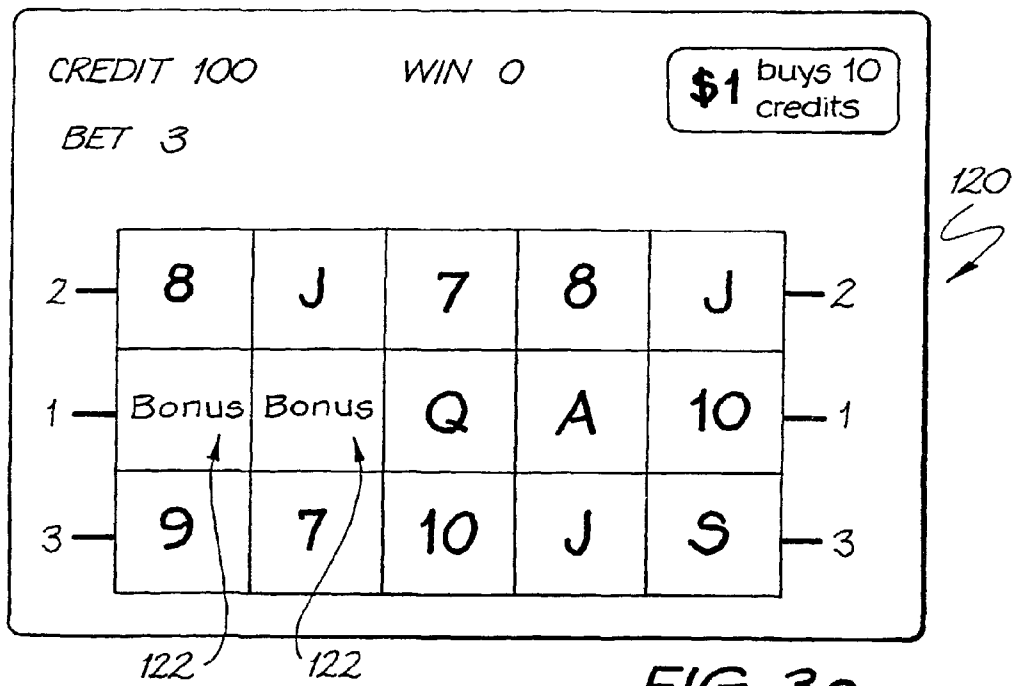 CREDIT 100 WIN 0 $1 buys 10
credits
BET 3
120
2 8 J 7 8 J 2
1 Bonus Bonus Q A 10 1
3 9 7 10 J S 3
122 122